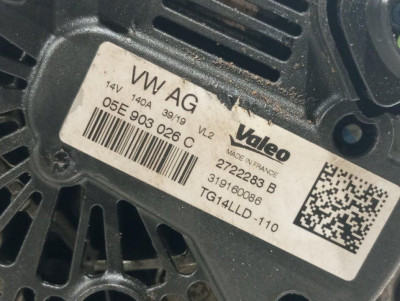 VW AG
14V 140A 39/19 VL2
05E 903 026 C
Valeo
MADE IN FRANCE
2722283 B
319160086
TG14LLD -110